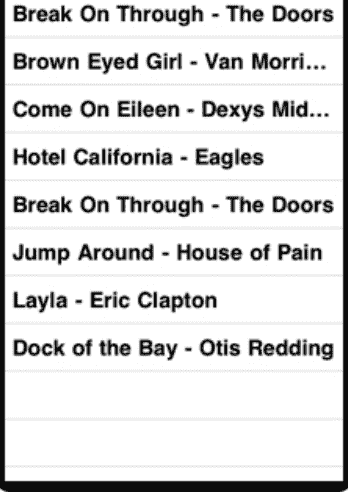 Break On Through - The Doors
Brown Eyed Girl - Van Morri...
Come On Eileen - Dexys Mid...
Hotel California - Eagles
Break On Through - The Doors
Jump Around - House of Pain
Layla - Eric Clapton
Dock of the Bay - Otis Redding